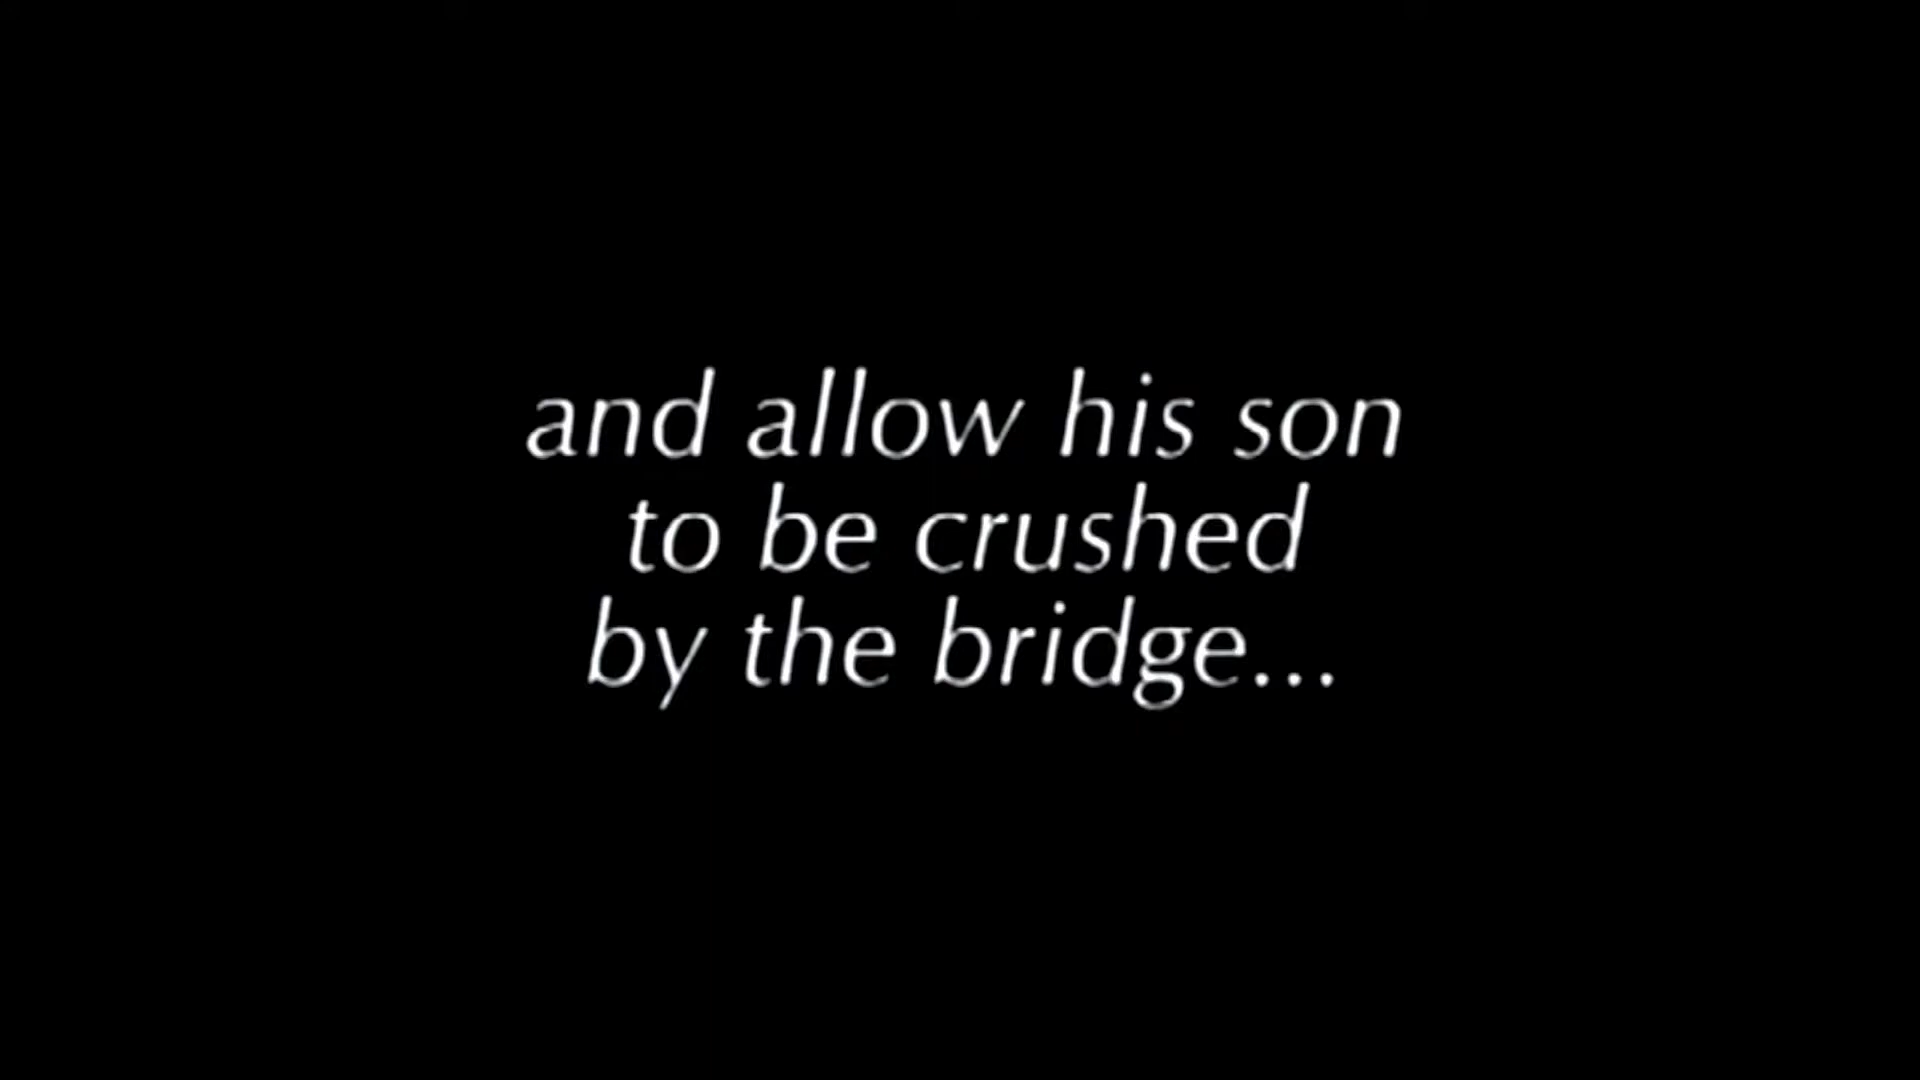 and allow his son
to be crushed
by the bridge...